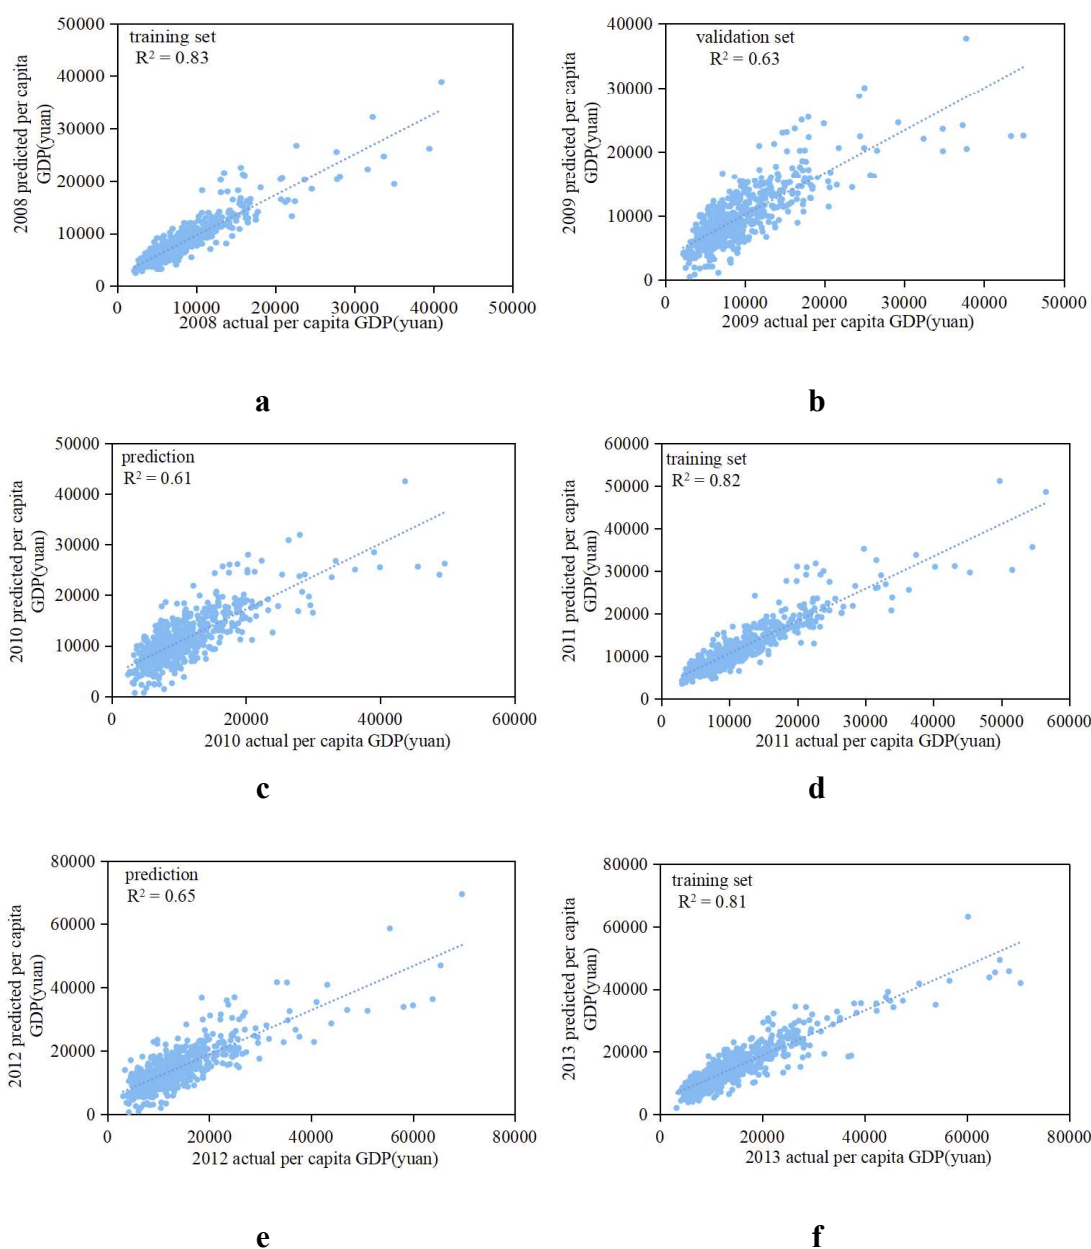 50000
40000
30000
20000
10000
0
2008 predicted per capita
GDP(yuan)
training set
R² = 0.83
0 10000 20000 30000 40000 50000
2008 actual per capita GDP(yuan)
a
40000
30000
20000
10000
0
2009 predicted per capita
GDP(yuan)
validation set
R² = 0.63
0 10000 20000 30000 40000 50000
2009 actual per capita GDP(yuan)
b
50000
40000
30000
20000
10000
0
2010 predicted per capita
GDP(yuan)
prediction
R² = 0.61
0 20000 40000 60000
2010 actual per capita GDP(yuan)
c
60000
50000
40000
30000
20000
10000
0
2011 predicted per capita
GDP(yuan)
training set
R² = 0.82
0 10000 20000 30000 40000 50000 60000
2011 actual per capita GDP(yuan)
d
80000
60000
40000
20000
0
2012 predicted per capita
GDP(yuan)
prediction
R² = 0.65
0 20000 40000 60000 80000
2012 actual per capita GDP(yuan)
e
80000
60000
40000
20000
0
2013 predicted per capita
GDP(yuan)
training set
R² = 0.81
0 20000 40000 60000 80000
2013 actual per capita GDP(yuan)
f